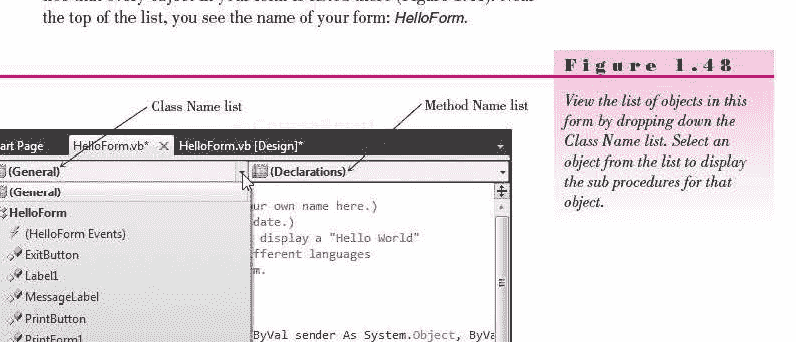 the top of the list, you see the name of your form: HelloForm.
Figure 1.48
Class Name list
Method Name list
View the list of objects in this
form by dropping down the
Class Name list. Select an
object from the list to display
the sub procedures for that
object.
art Page HelloForm.vb* HelloForm.vb [Design]*
(General) (Declarations)
(General)
HelloForm
(HelloForm Events)
ExitButton
Label1
MessageLabel
PrintButton
PrintForm1
ur own name here.)
date.)
display a "Hello World"
fferent languages
m.
ByVal sender As System.Object, ByVa